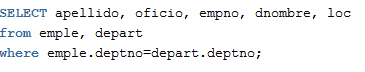 SELECT apellido, oficio, empno, dnombre, loc
from emple, depart
where emple.deptno=depart.deptno;